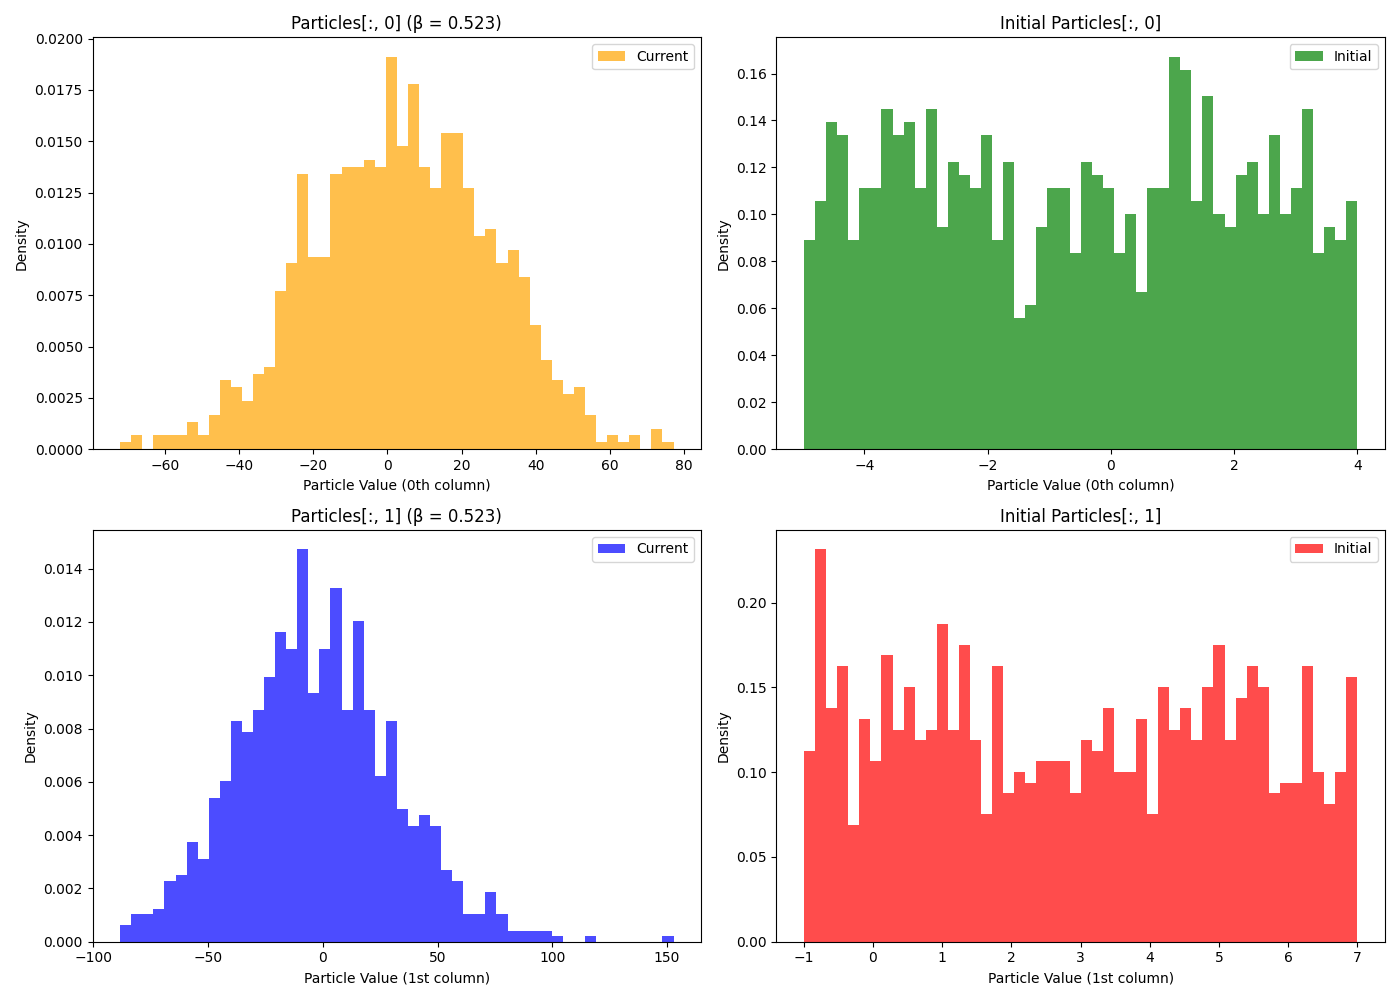 Particles[:, 0] (β = 0.523)
Current
0.0200
0.0175
0.0150
0.0125
0.0100
0.0075
0.0050
0.0025
0.0000
Density
−60 −40 −20 0 20 40 60 80
Particle Value (0th column)
Initial Particles[:, 0]
Initial
0.16
0.14
0.12
0.10
0.08
0.06
0.04
0.02
0.00
Density
−4 −2 0 2 4
Particle Value (0th column)
Particles[:, 1] (β = 0.523)
Current
0.014
0.012
0.010
0.008
0.006
0.004
0.002
0.000
Density
−100 −50 0 50 100 150
Particle Value (1st column)
Initial Particles[:, 1]
Initial
0.20
0.15
0.10
0.05
0.00
Density
−1 0 1 2 3 4 5 6 7
Particle Value (1st column)